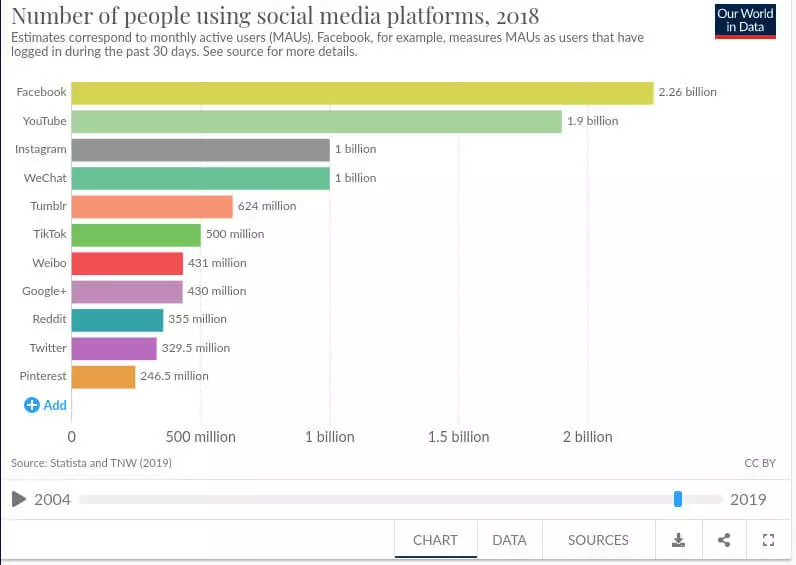 Number of people using social media platforms, 2018
Our World
in Data
Estimates correspond to monthly active users (MAUs). Facebook, for example, measures MAUs as users that have
logged in during the past 30 days. See source for more details.
Facebook 2.26 billion
YouTube 1.9 billion
Instagram 1 billion
WeChat 1 billion
Tumblr 624 million
TikTok 500 million
Weibo 431 million
Google+ 430 million
Reddit 355 million
Twitter 329.5 million
Pinterest 246.5 million
Add
0 500 million 1 billion 1.5 billion 2 billion
Source: Statista and TNW (2019) CC BY
2004 2019
CHART DATA SOURCES